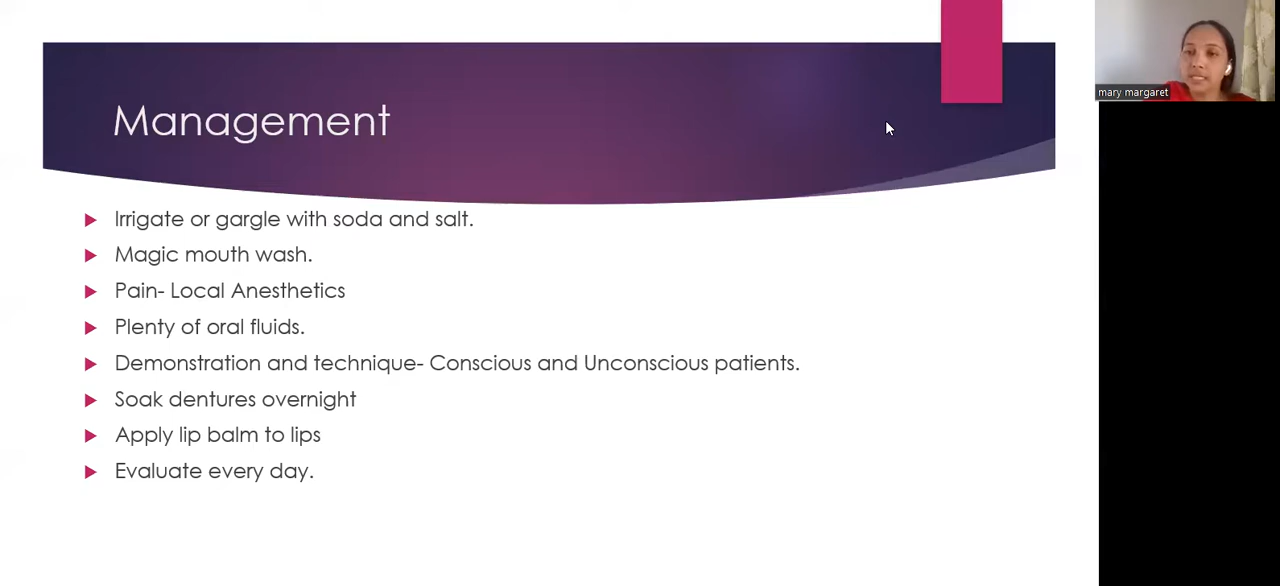 Management
Irrigate or gargle with soda and salt.
Magic mouth wash.
Pain- Local Anesthetics
Plenty of oral fluids.
Demonstration and technique- Conscious and Unconscious patients.
Soak dentures overnight
Apply lip balm to lips
Evaluate every day.
mary margaret